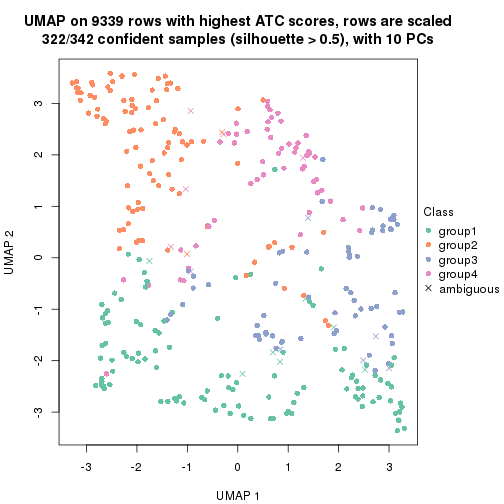 UMAP on 9339 rows with highest ATC scores, rows are scaled
322/342 confident samples (silhouette > 0.5), with 10 PCs
3
2
1
0
-1
-2
-3
-3 -2 -1 0 1 2 3
UMAP 1
UMAP 2
Class
group1
group2
group3
group4
ambiguous